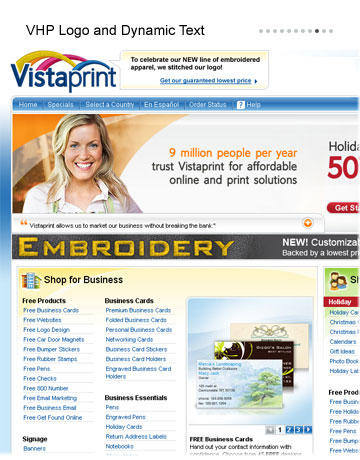 VHP Logo and Dynamic Text
Vistaprint
To celebrate our NEW line of embroidered
apparel, we stitched our logo!
Get our guaranteed lowest price
Home Specials Select a Country En Español Order Status ? Help
9 million people per year
trust Vistaprint for affordable
online and print solutions
Holida
50
Get St
"Vistaprint allows us to market our business without breaking the bank."
EMBROIDERY
NEW! Customiza
Backed by a lowest p
Shop for Business
Sh
Free Products
Free Business Cards
Free Websites
Free Logo Design
Free Car Door Magnets
Free Bumper Stickers
Free Rubber Stamps
Free Pens
Free Checks
Free 800 Number
Free Email Marketing
Free Business Email
Free Get Found Online
Signage
Banners
Business Cards
Premium Business Cards
Folded Business Cards
Personal Business Cards
Networking Cards
Business Card Stickers
Business Card Holders
Engraved Business Card
Holders
Business Essentials
Pens
Engraved Pens
Holiday Cards
Return Address Labels
Notebooks
1 2 3
FREE Business Cards
Hand out your contact
information with
confidence. Choose from 45 FREE designs
Holiday
Holiday Car
Christmas C
Christmas
Calendars
Gift Ideas
Photo Book
Holiday Lab
Free Produ
Free Busin
Free Holida
Free Rubb
Free Pens
Free Bump
Free Car D
Free Webs